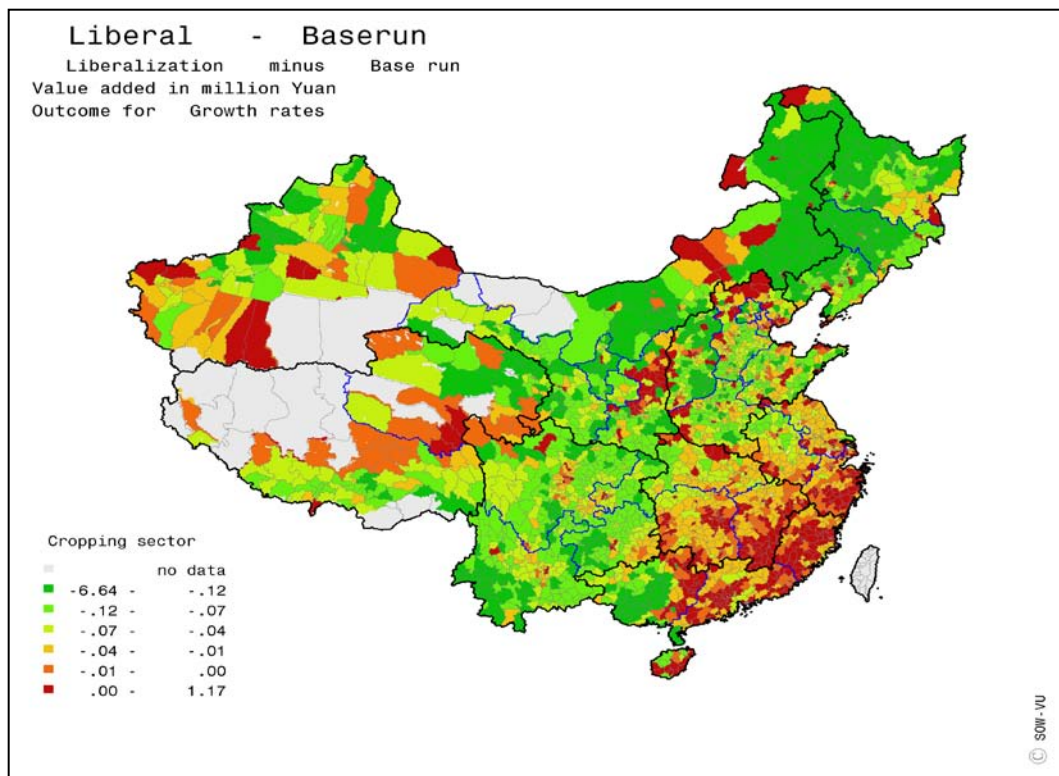 Liberal - Baserun
Liberalization minus Base run
Value added in million Yuan
Outcome for Growth rates
Cropping sector
no data
-6.64 - -.12
-.12 - -.07
-.07 - -.04
-.04 - -.01
-.01 - .00
.00 - 1.17
© SOW-VU